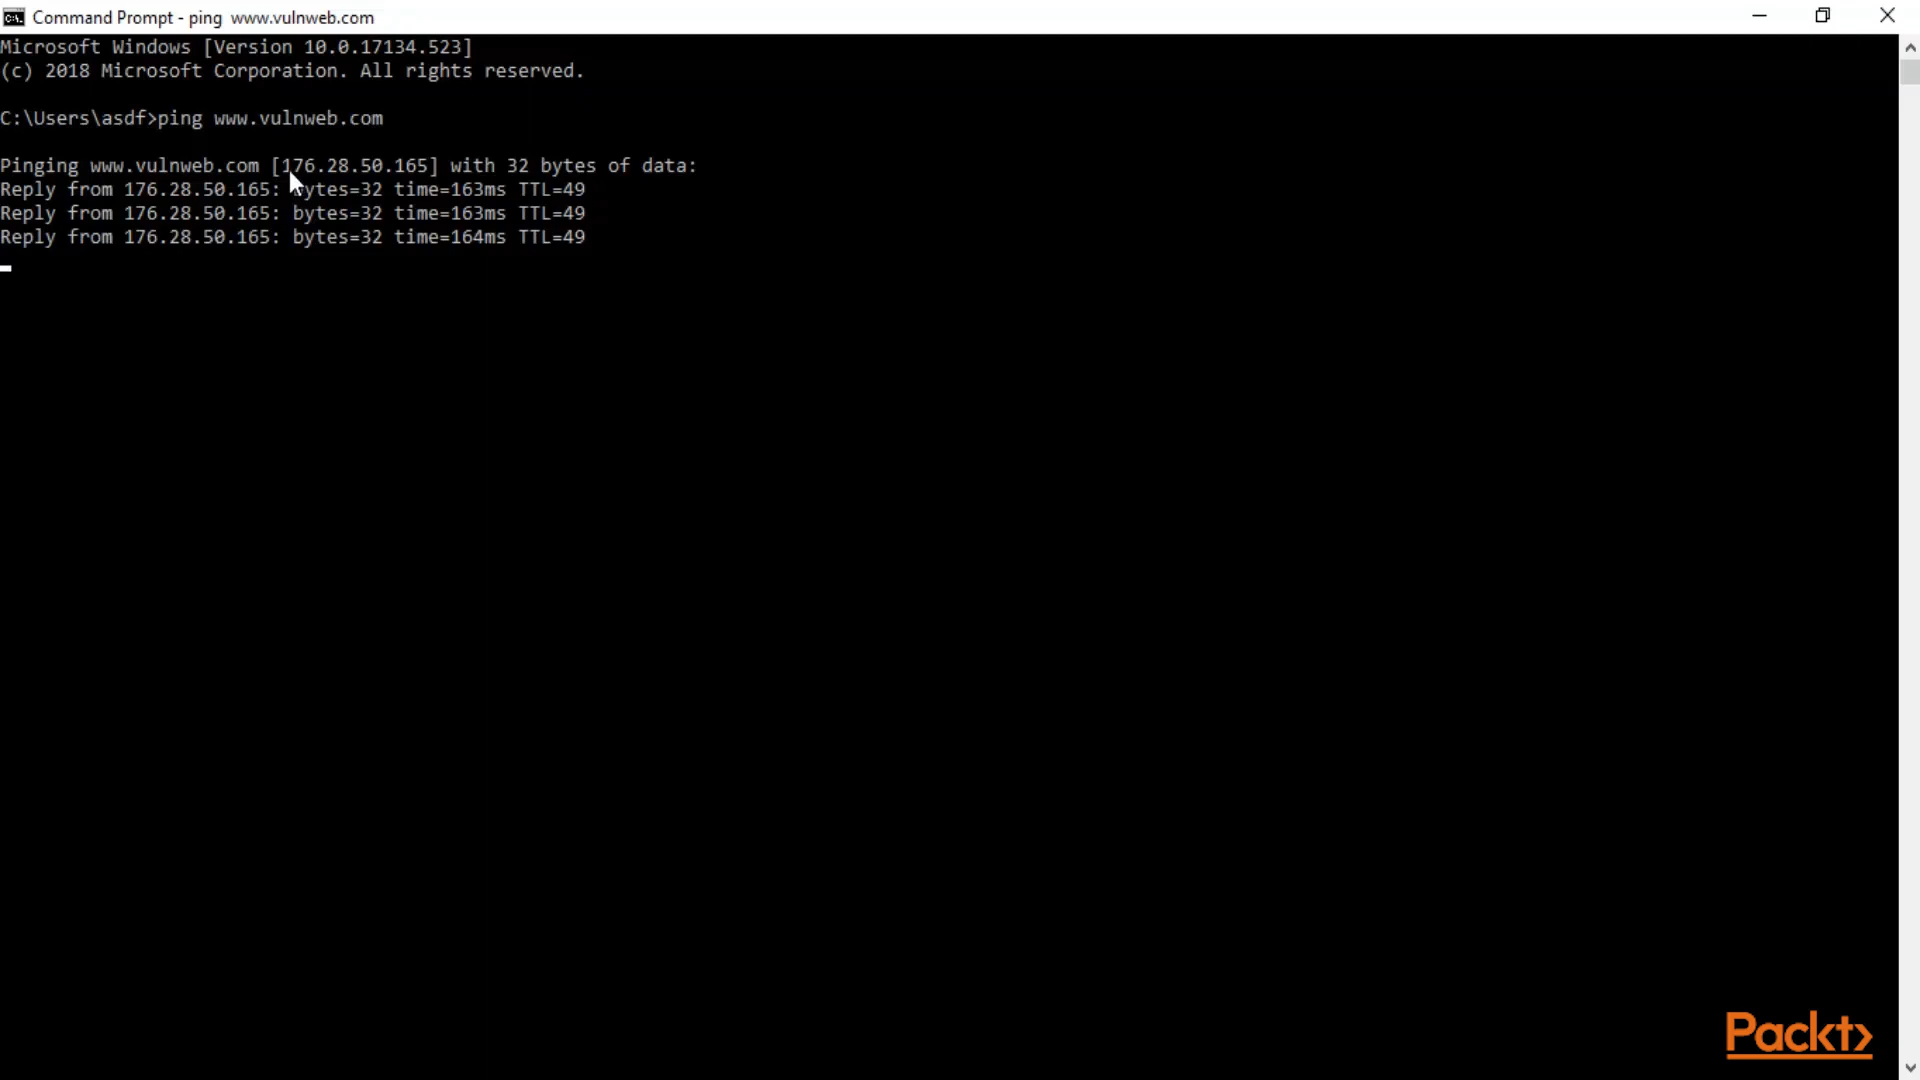 Command Prompt - ping www.vulnweb.com
Microsoft Windows [Version 10.0.17134.523]
(c) 2018 Microsoft Corporation. All rights reserved.
C:\Users\asdf>ping www.vulnweb.com
Pinging www.vulnweb.com [176.28.50.165] with 32 bytes of data:
Reply from 176.28.50.165: bytes=32 time=163ms TTL=49
Reply from 176.28.50.165: bytes=32 time=163ms TTL=49
Reply from 176.28.50.165: bytes=32 time=164ms TTL=49
Packt>